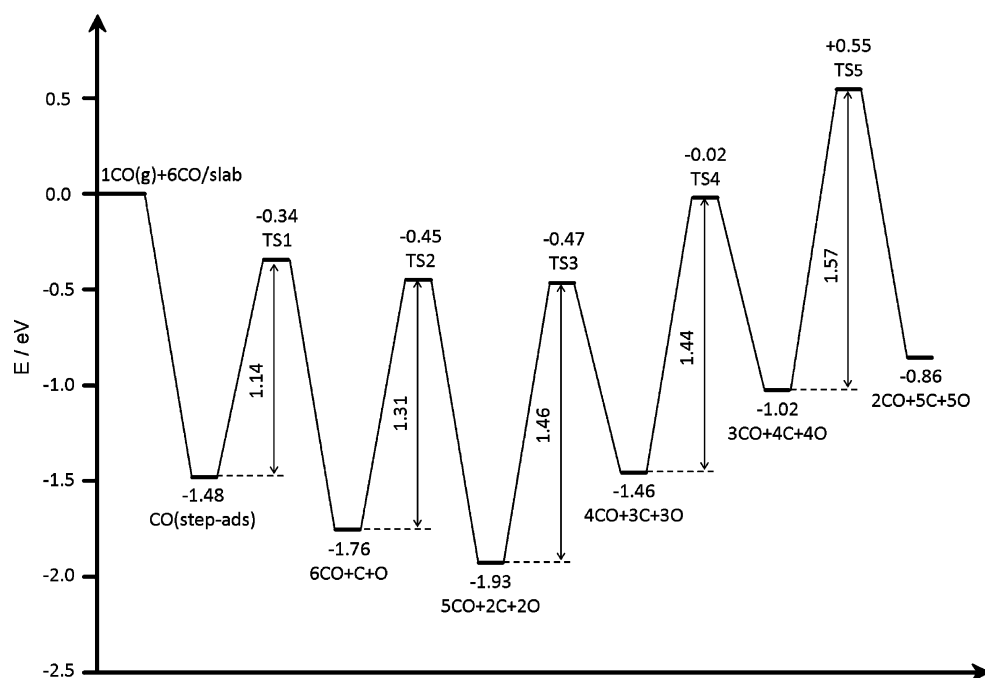 +0.55
TS5
0.5
-0.02
TS4
1CO(g)+6CO/slab
0.0
-0.34
TS1
-0.45
TS2
-0.47
TS3
1.57
-0.5
E / eV
1.14
1.31
1.46
1.44
-0.86
2CO+5C+5O
-1.0
-1.02
3CO+4C+4O
-1.5
-1.48
CO(step-ads)
-1.46
4CO+3C+3O
-1.76
6CO+C+O
-1.93
5CO+2C+2O
-2.0
-2.5